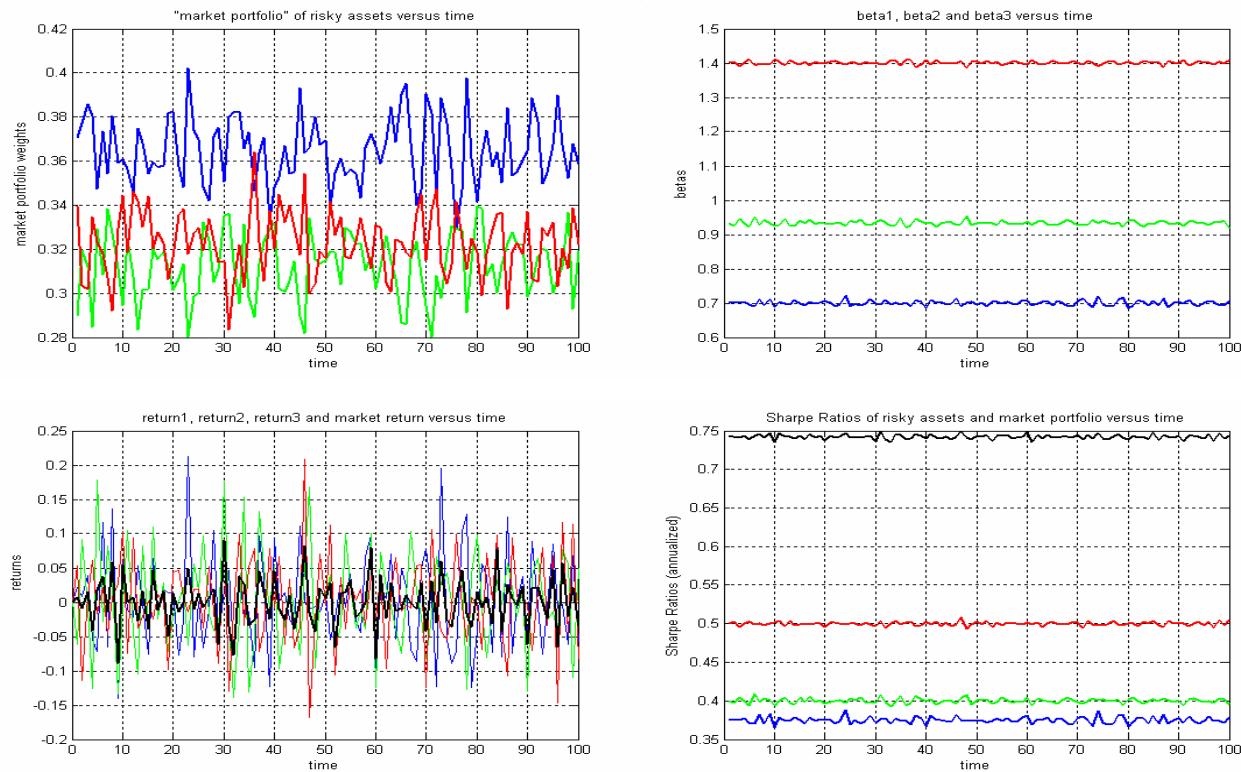 "market portfolio" of risky assets versus time
0.42
0.4
0.38
0.36
0.34
0.32
0.3
0.28
market portfolio weights
0 10 20 30 40 50 60 70 80 90 100
time
beta1, beta2 and beta3 versus time
1.5
1.4
1.3
1.2
1.1
1
0.9
0.8
0.7
0.6
betas
0 10 20 30 40 50 60 70 80 90 100
time
return1, return2, return3 and market return versus time
0.25
0.2
0.15
0.1
0.05
0
-0.05
-0.1
-0.15
-0.2
returns
0 10 20 30 40 50 60 70 80 90 100
time
Sharpe Ratios of risky assets and market portfolio versus time
0.75
0.7
0.65
0.6
0.55
0.5
0.45
0.4
0.35
Sharpe Ratios (annualized)
0 10 20 30 40 50 60 70 80 90 100
time